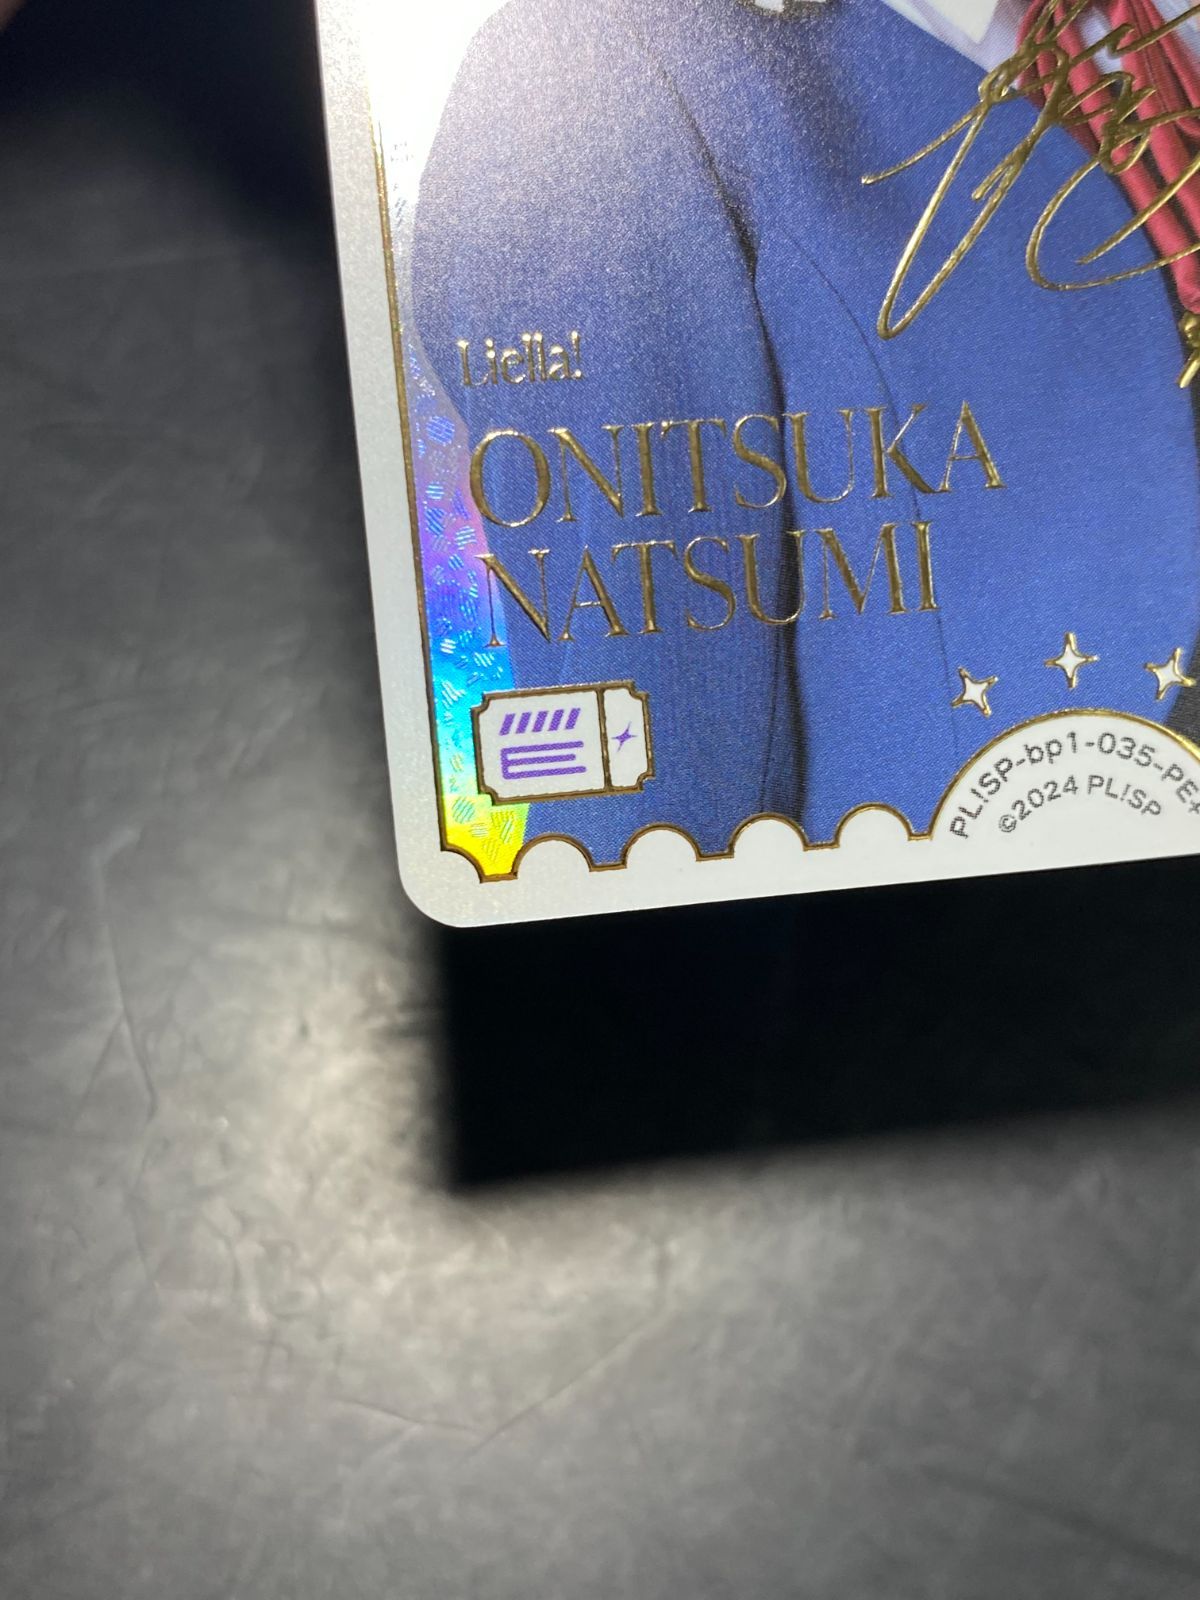 Liella!
ONITSUKA
NATSUMI
PL!SP-bp1-035-PE+
©2024 PL!SP